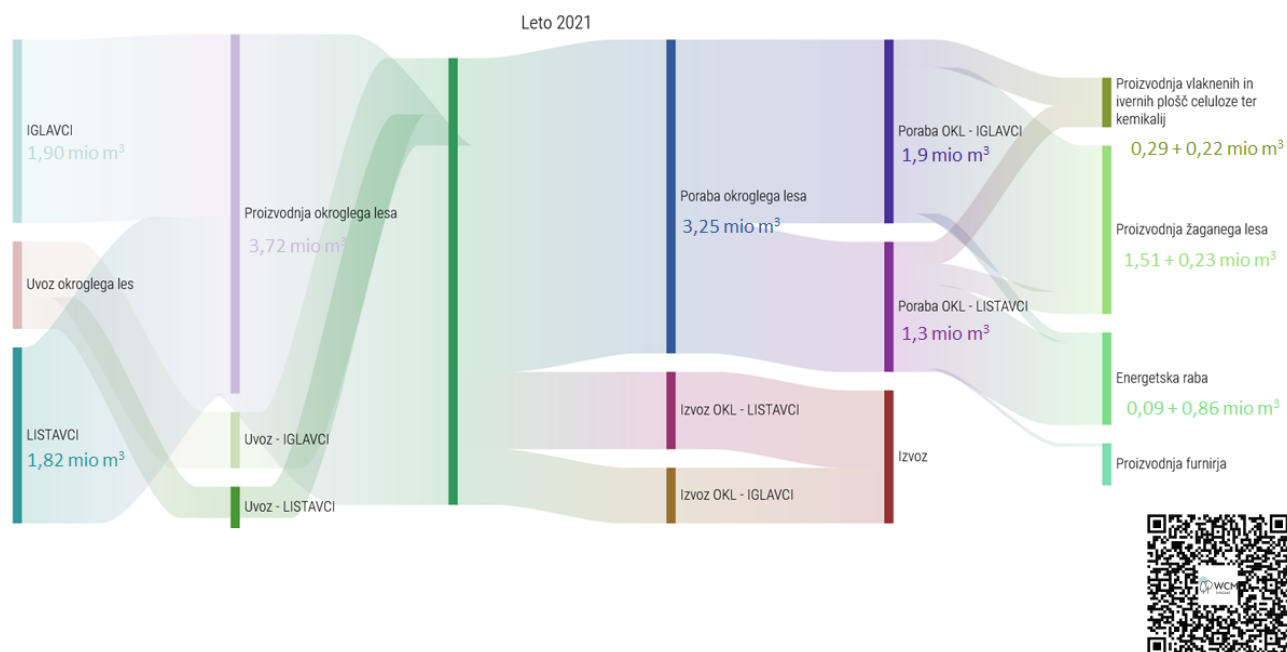 Leto 2021
IGLAVCI
1,90 mio m³
Uvoz okroglega les
LISTAVCI
1,82 mio m³
Proizvodnja okroglega lesa
3,72 mio m³
Uvoz - IGLAVCI
Uvoz - LISTAVCI
Poraba okroglega lesa
3,25 mio m³
Izvoz OKL - LISTAVCI
Izvoz OKL - IGLAVCI
Poraba OKL - IGLAVCI
1,9 mio m³
Poraba OKL - LISTAVCI
1,3 mio m³
Izvoz
Proizvodnja vlaknenih in
ivernih plošč celuloze ter
kemikalij
0,29 + 0,22 mio m³
Proizvodnja žaganega lesa
1,51 + 0,23 mio m³
Energetska raba
0,09 + 0,86 mio m³
Proizvodnja furnirja
WCM